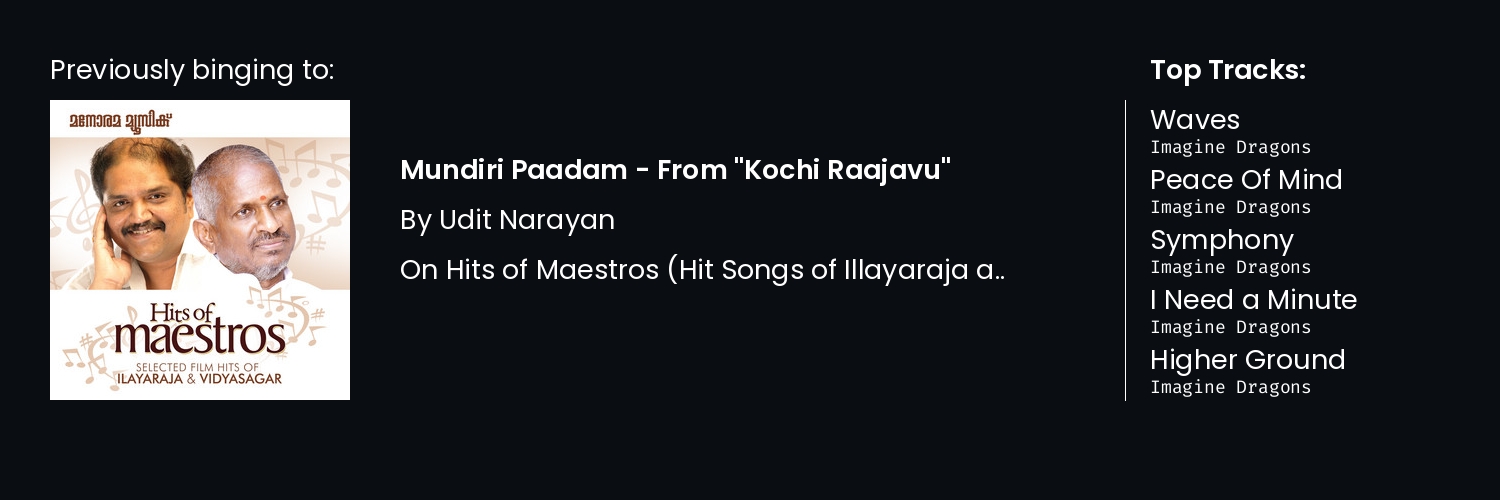 Previously binging to:
മനോരമ മ്യൂസിക്
Hits of
maestros
SELECTED FILM HITS OF
ILAYARAJA & VIDYASAGAR
Mundiri Paadam - From "Kochi Raajavu"
By Udit Narayan
On Hits of Maestros (Hit Songs of Illayaraja a..
Top Tracks:
Waves
Imagine Dragons
Peace Of Mind
Imagine Dragons
Symphony
Imagine Dragons
I Need a Minute
Imagine Dragons
Higher Ground
Imagine Dragons